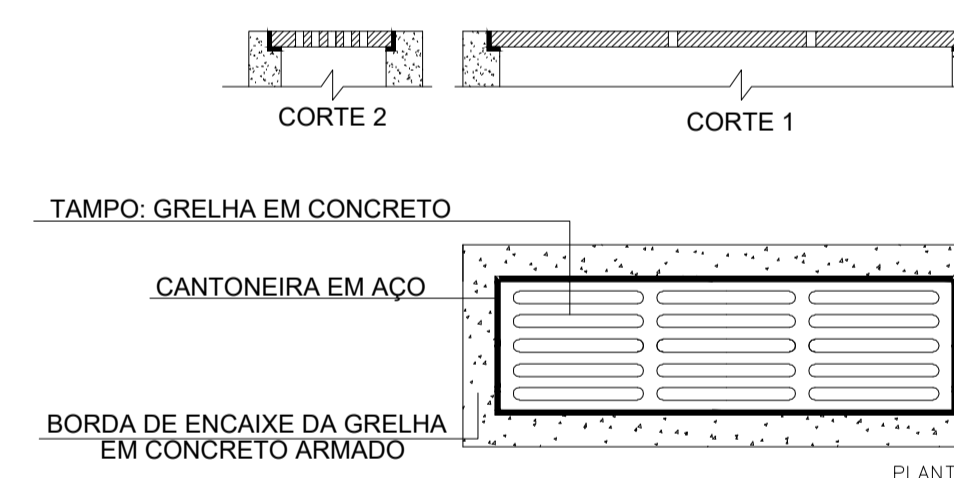 CORTE 2
CORTE 1
TAMPO: GRELHA EM CONCRETO
CANTONEIRA EM AÇO
BORDA DE ENCAIXE DA GRELHA
EM CONCRETO ARMADO
PLANT